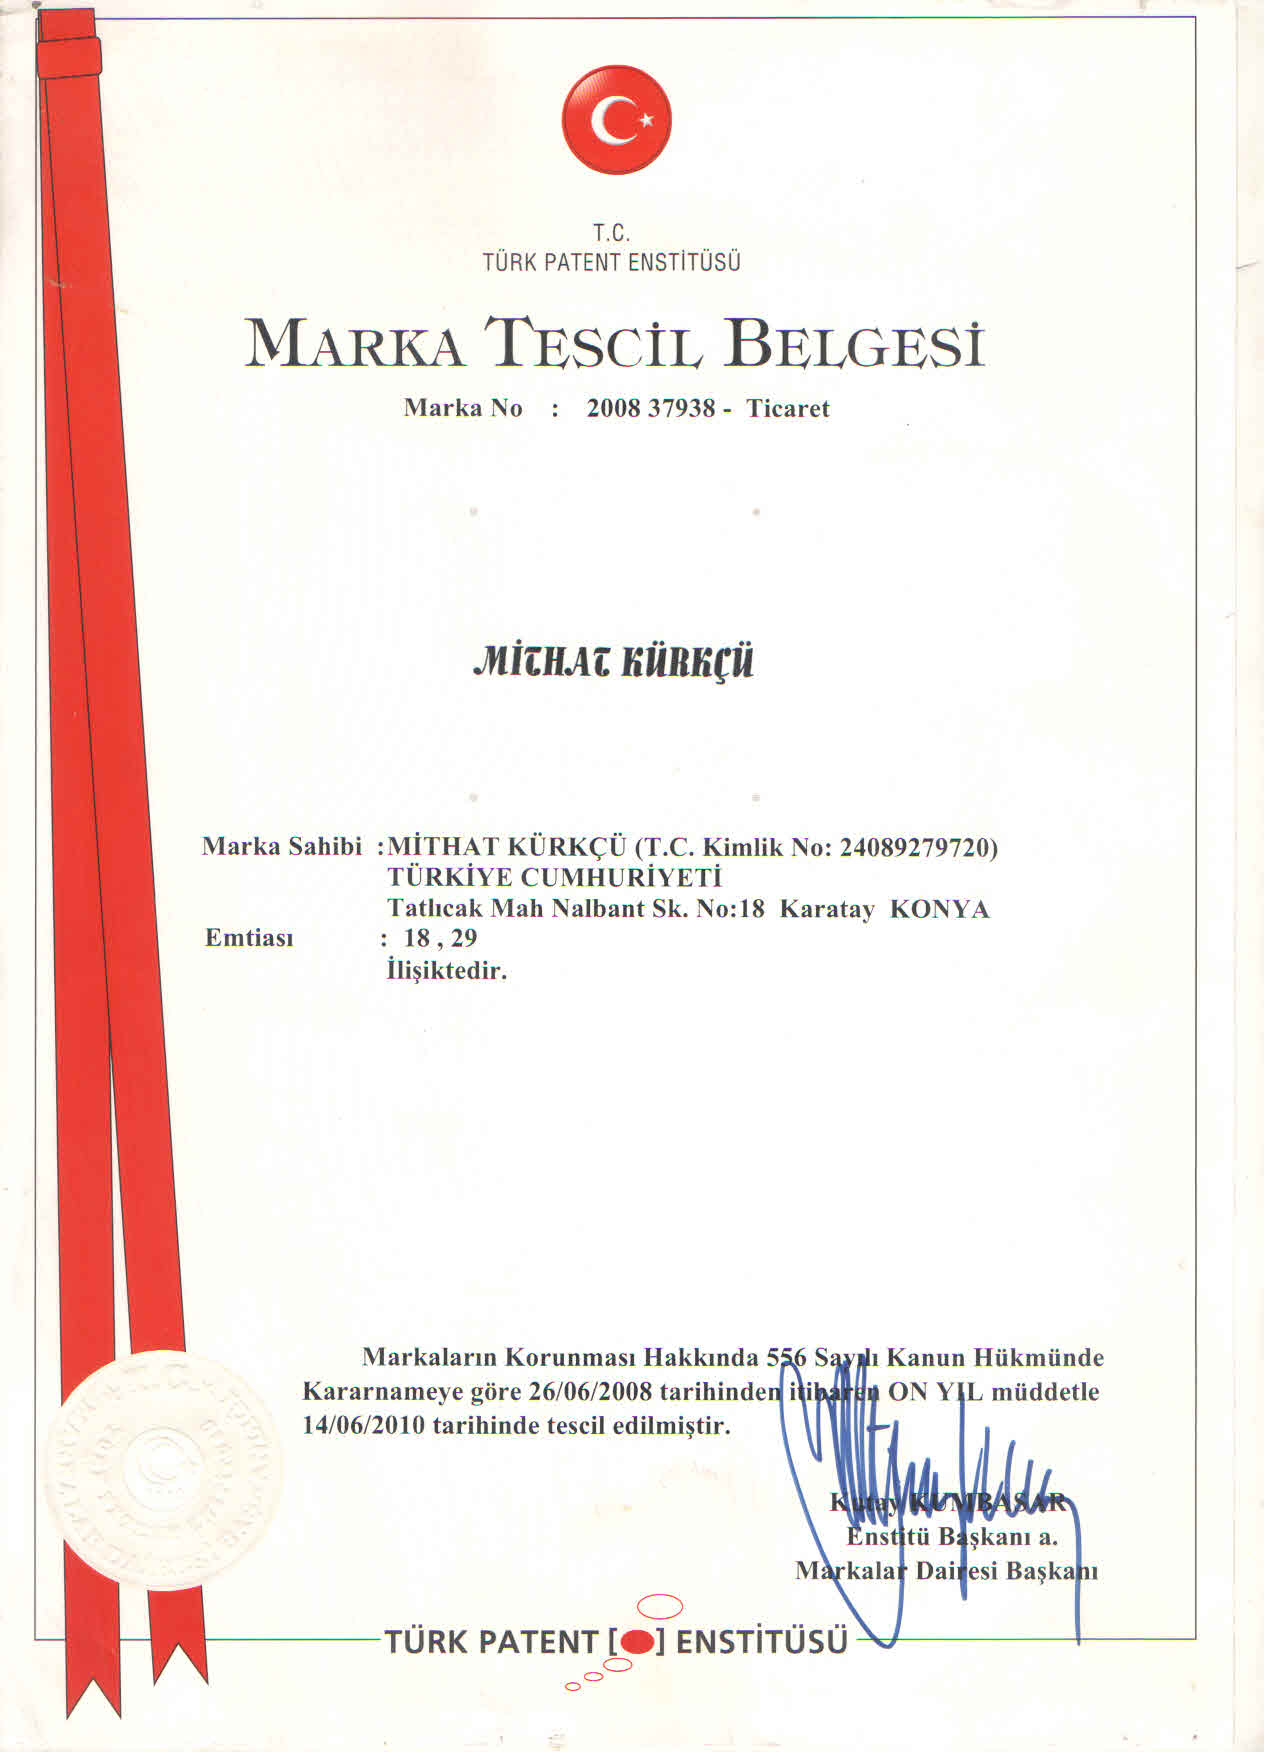 T.C.
TÜRK PATENT ENSTİTÜSÜ
MARKA TESCİL BELGESİ
Marka No : 2008 37938 - Ticaret
MİTHAT KÜRKÇÜ
Marka Sahibi :MİTHAT KÜRKÇÜ (T.C. Kimlik No: 24089279720)
TÜRKİYE CUMHURİYETİ
Tatlıcak Mah Nalbant Sk. No:18 Karatay KONYA
Emtiası : 18 , 29
İlişiktedir.
Markaların Korunması Hakkında 556 Sayılı Kanun Hükmünde
Kararnameye göre 26/06/2008 tarihinden itibaren ON YIL müddetle
14/06/2010 tarihinde tescil edilmiştir.
Kutay KUMBASAR
Enstitü Başkanı a.
Markalar Dairesi Başkanı
TÜRK PATENT [ ] ENSTİTÜSÜ